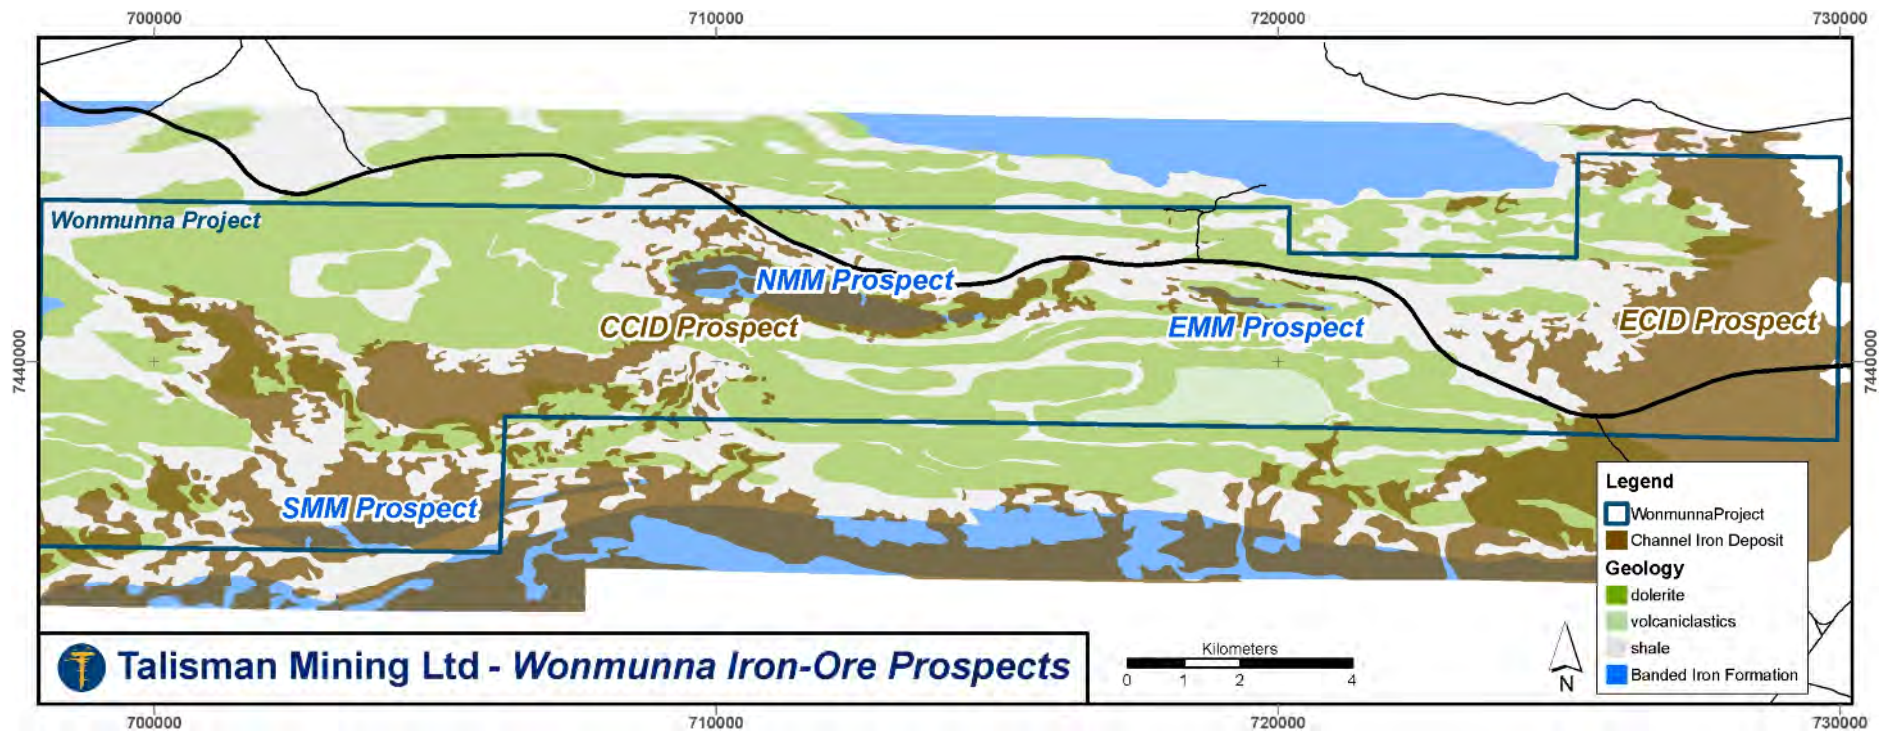 700000
710000
720000
730000
Wonmunna Project
NMM Prospect
CCID Prospect
EMM Prospect
ECID Prospect
7440000
7440000
SMM Prospect
Legend
WonmunnaProject
Channel Iron Deposit
Geology
dolerite
volcaniclastics
shale
Banded Iron Formation
Talisman Mining Ltd - Wonmunna Iron-Ore Prospects
Kilometers
0 1 2 4
N
700000
710000
720000
730000